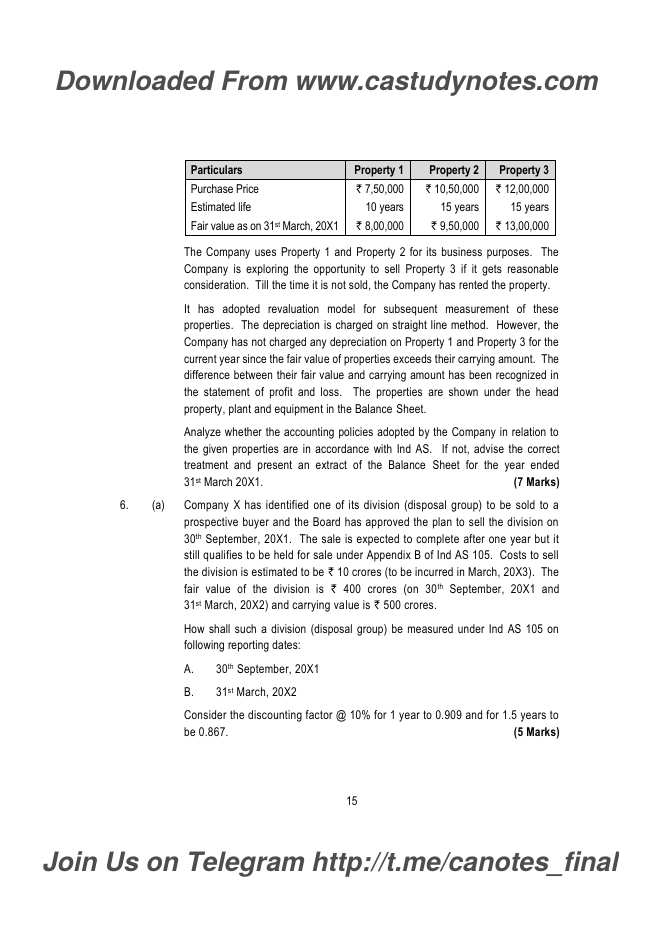 Downloaded From www.castudynotes.com
Particulars Property 1 Property 2 Property 3
Purchase Price ₹ 7,50,000 ₹ 10,50,000 ₹ 12,00,000
Estimated life 10 years 15 years 15 years
Fair value as on 31st March, 20X1 ₹ 8,00,000 ₹ 9,50,000 ₹ 13,00,000
The Company uses Property 1 and Property 2 for its business purposes. The
Company is exploring the opportunity to sell Property 3 if it gets reasonable
consideration. Till the time it is not sold, the Company has rented the property.
It has adopted revaluation model for subsequent measurement of these
properties. The depreciation is charged on straight line method. However, the
Company has not charged any depreciation on Property 1 and Property 3 for the
current year since the fair value of properties exceeds their carrying amount. The
difference between their fair value and carrying amount has been recognized in
the statement of profit and loss. The properties are shown under the head
property, plant and equipment in the Balance Sheet.
Analyze whether the accounting policies adopted by the Company in relation to
the given properties are in accordance with Ind AS. If not, advise the correct
treatment and present an extract of the Balance Sheet for the year ended
31st March 20X1. (7 Marks)
6. (a) Company X has identified one of its division (disposal group) to be sold to a
prospective buyer and the Board has approved the plan to sell the division on
30th September, 20X1. The sale is expected to complete after one year but it
still qualifies to be held for sale under Appendix B of Ind AS 105. Costs to sell
the division is estimated to be ₹ 10 crores (to be incurred in March, 20X3). The
fair value of the division is ₹ 400 crores (on 30th September, 20X1 and
31st March, 20X2) and carrying value is ₹ 500 crores.
How shall such a division (disposal group) be measured under Ind AS 105 on
following reporting dates:
A. 30th September, 20X1
B. 31st March, 20X2
Consider the discounting factor @ 10% for 1 year to 0.909 and for 1.5 years to
be 0.867. (5 Marks)
15
Join Us on Telegram http://t.me/canotes_final